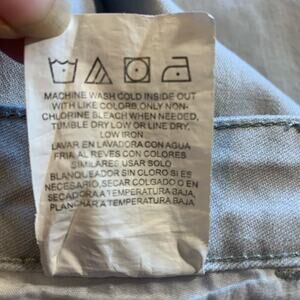 MACHINE WASH COLD INSIDE OUT
WITH LIKE COLORS, ONLY NON-
CHLORINE BLEACH WHEN NEEDED,
TUMBLE DRY LOW OR LINE DRY,
LOW IRON
LAVAR EN LAVADORA CON AGUA
FRIA AL REVES CON COLORES
SIMILARES USAR SOLO
BLANQUEADOR SIN CLORO SI ES
NECESARIO, SECAR COLGADO O EN
SECADORA A TEMPERATURA BAJA,
PLANCHAR A TEMPERATURA BAJA